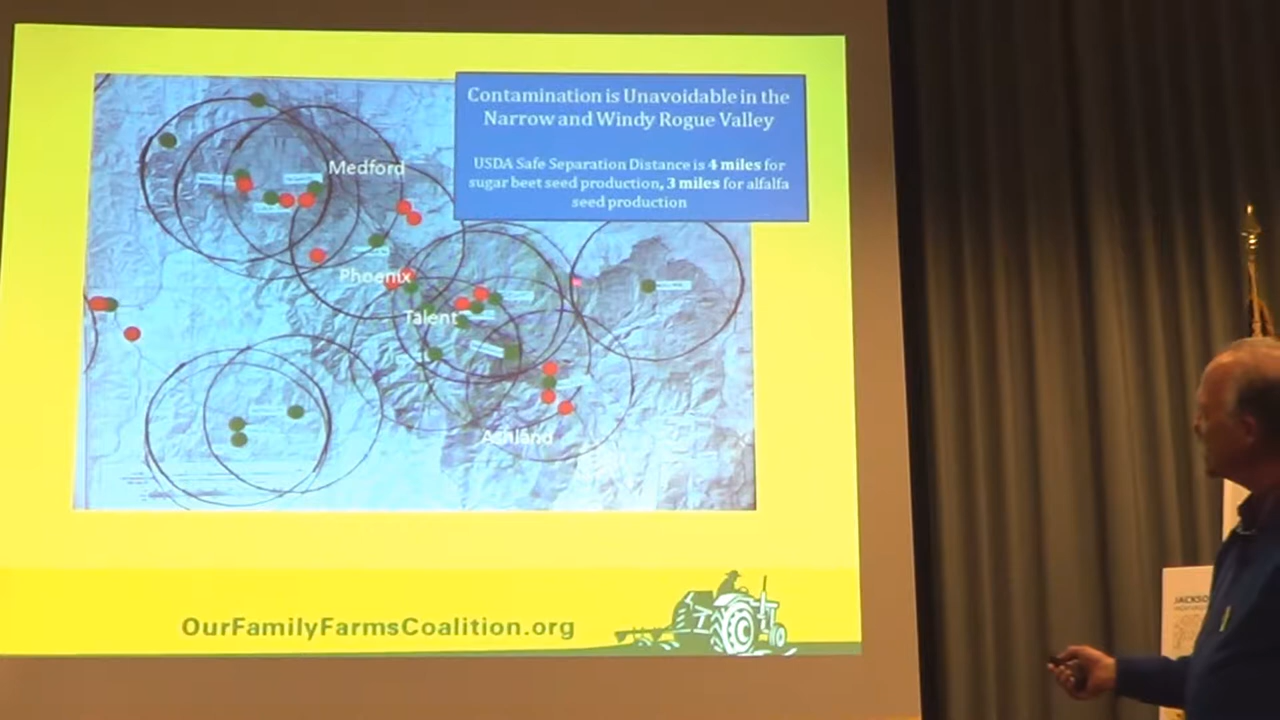 Contamination is Unavoidable in the
Narrow and Windy Rogue Valley
USDA Safe Separation Distance is 4 miles for
sugar beet seed production, 3 miles for alfalfa
seed production
Medford
Phoenix
Talent
Ashland
OurFamilyFarmsCoalition.org